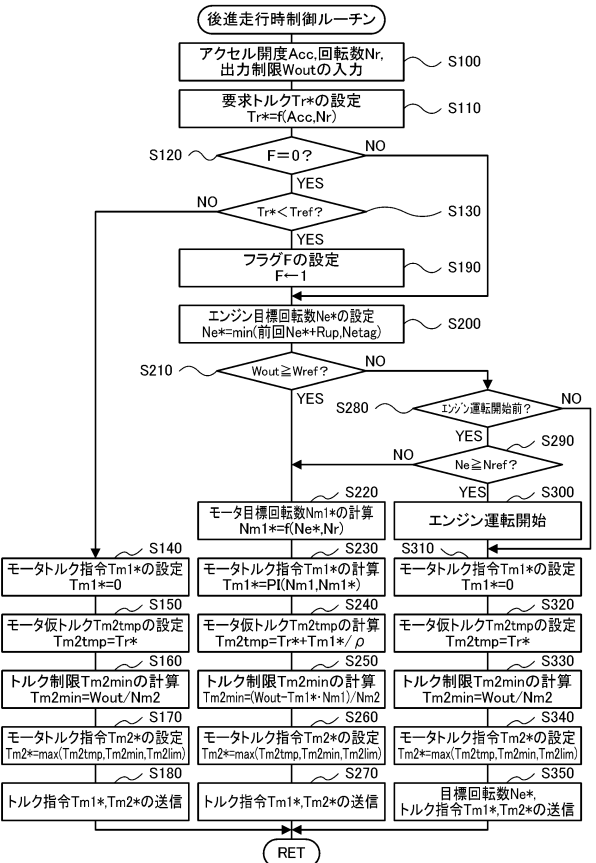 後進走行時制御ルーチン
アクセル開度Acc,回転数Nr,
出力制限Woutの入力
S100
要求トルクTr*の設定
Tr*=f(Acc,Nr)
S110
S120
F=0?
NO
YES
NO
Tr*<Tref?
S130
YES
フラグFの設定
F←1
S190
エンジン目標回転数Ne*の設定
Ne*=min(前回Ne*+Rup,Netag)
S200
S210
Wout≧Wref?
NO
YES
S280
エンジン運転開始前?
NO
YES
S290
NO
Ne≧Nref?
YES
S220
モータ目標回転数Nm1*の計算
Nm1*=f(Ne*,Nr)
S300
エンジン運転開始
S140
モータトルク指令Tm1*の設定
Tm1*=0
S150
モータ仮トルクTm2tmpの設定
Tm2tmp=Tr*
S160
トルク制限Tm2minの計算
Tm2min=Wout/Nm2
S170
モータトルク指令Tm2*の設定
Tm2*=max(Tm2tmp,Tm2min,Tm2lim)
S180
トルク指令Tm1*,Tm2*の送信
S230
モータトルク指令Tm1*の計算
Tm1*=PI(Nm1,Nm1*)
S240
モータ仮トルクTm2tmpの計算
Tm2tmp=Tr*+Tm1*/ρ
S250
トルク制限Tm2minの計算
Tm2min=(Wout-Tm1*・Nm1)/Nm2
S260
モータトルク指令Tm2*の設定
Tm2*=max(Tm2tmp,Tm2min,Tm2lim)
S270
トルク指令Tm1*,Tm2*の送信
S310
モータトルク指令Tm1*の設定
Tm1*=0
S320
モータ仮トルクTm2tmpの設定
Tm2tmp=Tr*
S330
トルク制限Tm2minの計算
Tm2min=Wout/Nm2
S340
モータトルク指令Tm2*の設定
Tm2*=max(Tm2tmp,Tm2min,Tm2lim)
S350
目標回転数Ne*,
トルク指令Tm1*,Tm2*の送信
RET